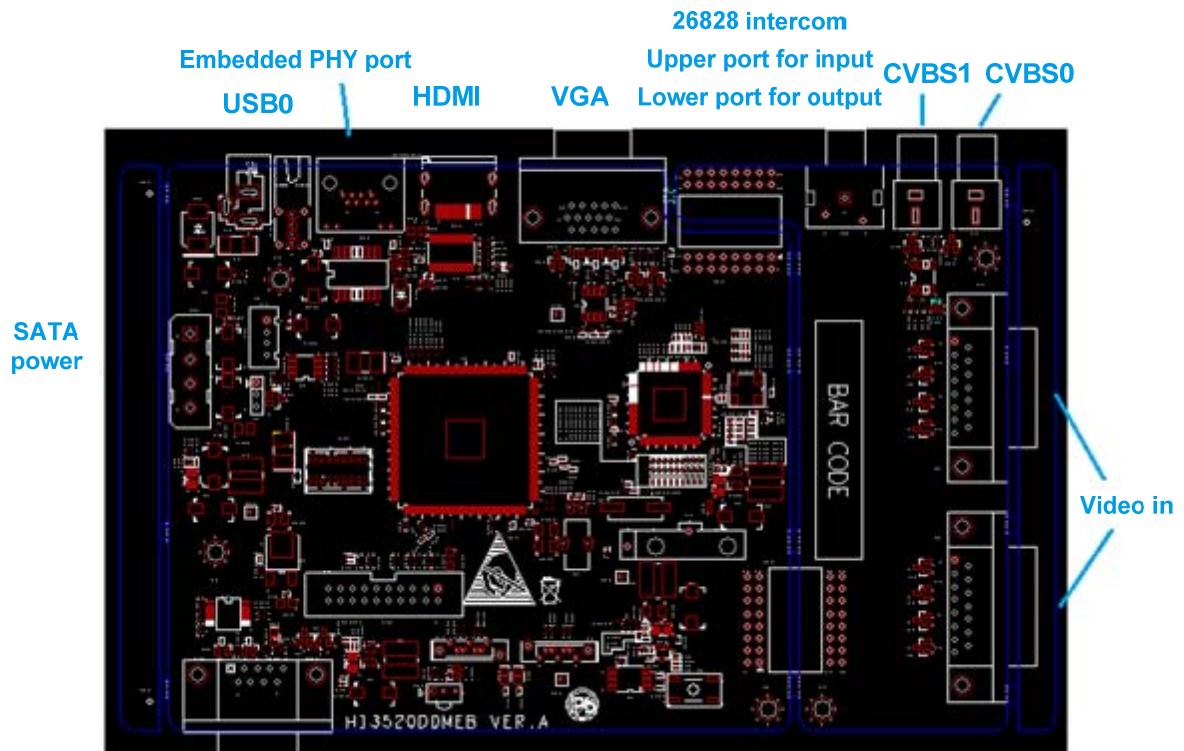 26828 intercom
Embedded PHY port
Upper port for input
USB0
HDMI
VGA
Lower port for output
CVBS1
CVBS0
SATA
power
BAR CODE
Video in
Pb
HI3520DDMEB VER.A